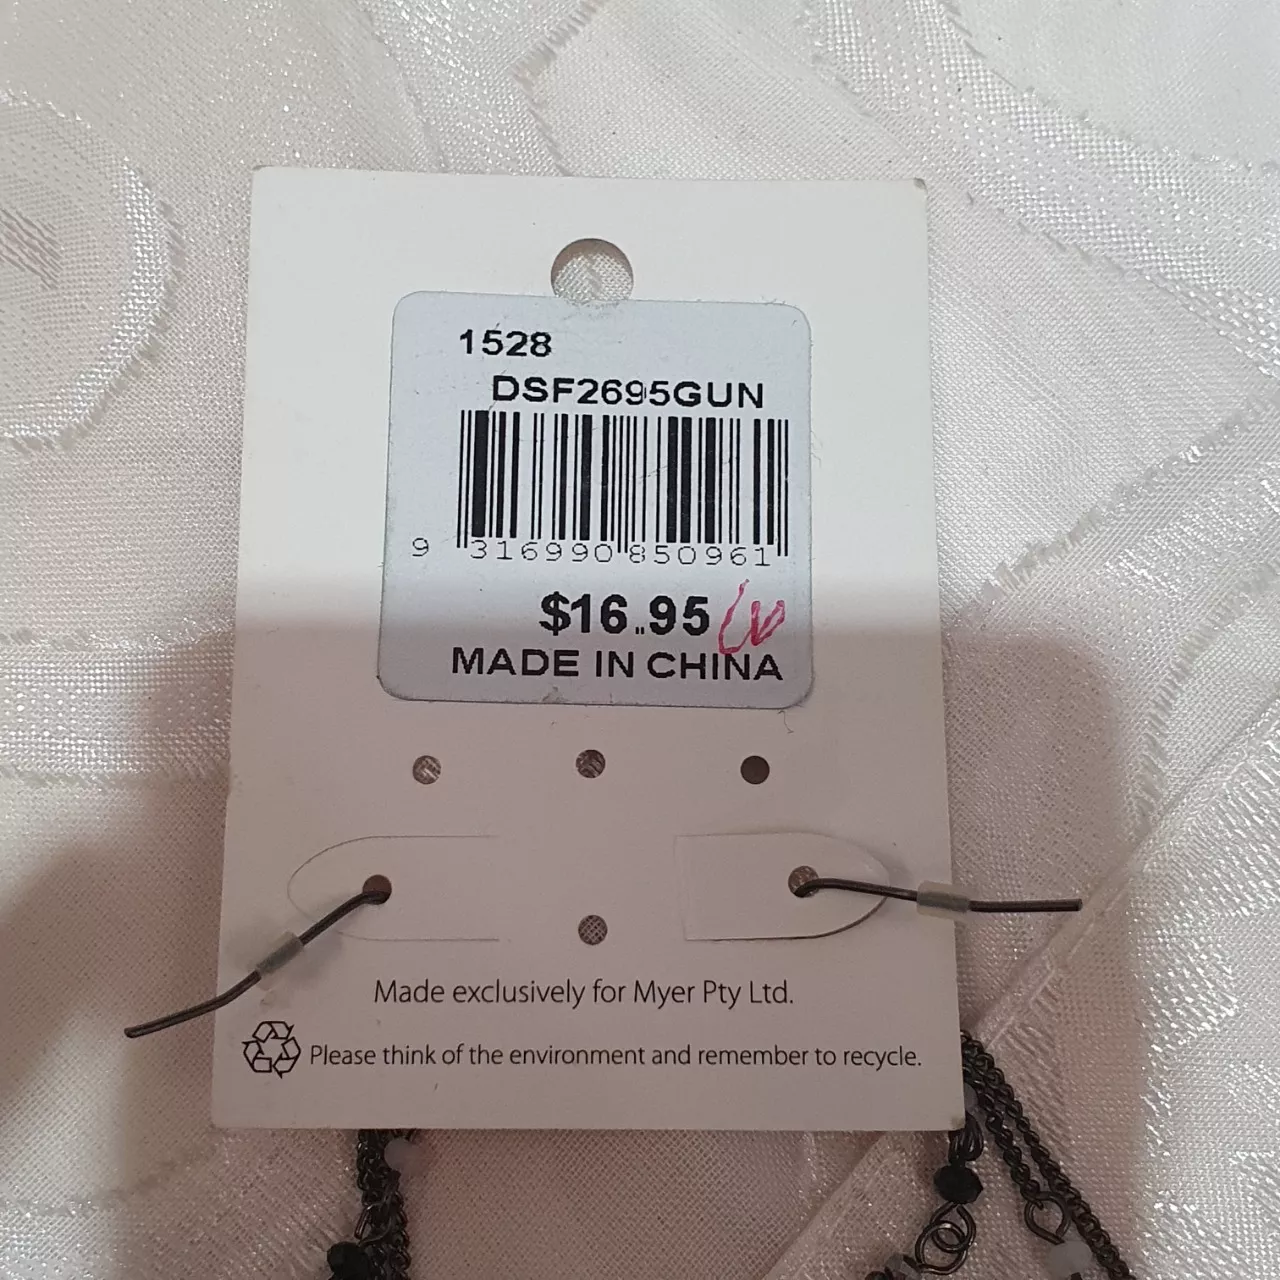 1528
DSF2695GUN
9 316990 850961
$16.95
MADE IN CHINA
Made exclusively for Myer Pty Ltd.
Please think of the environment and remember to recycle.